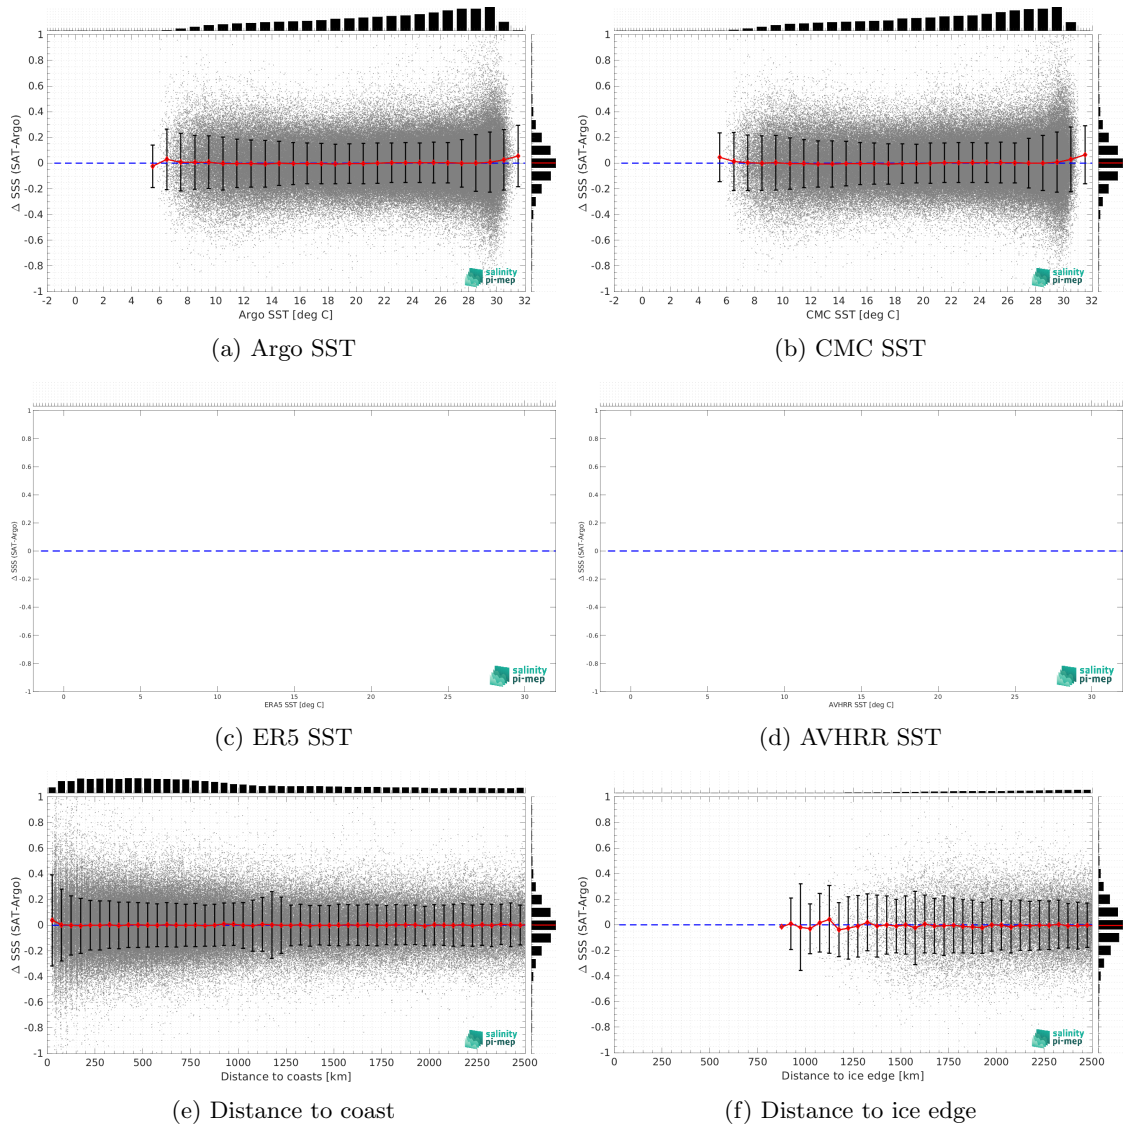 1
0.8
0.6
0.4
0.2
0
-0.2
-0.4
-0.6
-0.8
-1
Δ SSS (SAT-Argo)
-2 0 2 4 6 8 10 12 14 16 18 20 22 24 26 28 30 32
Argo SST [deg C]
salinity
pi-mep
(a) Argo SST
1
0.8
0.6
0.4
0.2
0
-0.2
-0.4
-0.6
-0.8
-1
Δ SSS (SAT-Argo)
-2 0 2 4 6 8 10 12 14 16 18 20 22 24 26 28 30 32
CMC SST [deg C]
salinity
pi-mep
(b) CMC SST
1
0.8
0.6
0.4
0.2
0
-0.2
-0.4
-0.6
-0.8
-1
Δ SSS (SAT-Argo)
0 5 10 15 20 25 30
ERA5 SST [deg C]
salinity
pi-mep
(c) ER5 SST
1
0.8
0.6
0.4
0.2
0
-0.2
-0.4
-0.6
-0.8
-1
Δ SSS (SAT-Argo)
0 5 10 15 20 25 30
AVHRR SST [deg C]
salinity
pi-mep
(d) AVHRR SST
1
0.8
0.6
0.4
0.2
0
-0.2
-0.4
-0.6
-0.8
-1
Δ SSS (SAT-Argo)
0 250 500 750 1000 1250 1500 1750 2000 2250 2500
Distance to coasts [km]
salinity
pi-mep
(e) Distance to coast
1
0.8
0.6
0.4
0.2
0
-0.2
-0.4
-0.6
-0.8
-1
Δ SSS (SAT-Argo)
0 250 500 750 1000 1250 1500 1750 2000 2250 2500
Distance to ice edge [km]
salinity
pi-mep
(f) Distance to ice edge